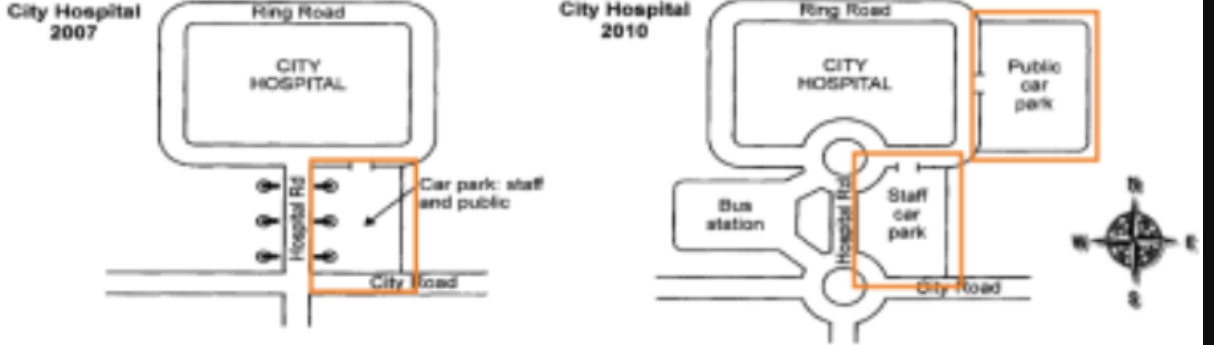 City Hospital
2007
Ring Road
CITY
HOSPITAL
Hospital Rd
Car park: staff
and public
City Road
City Hospital
2010
Ring Road
CITY
HOSPITAL
Public
car
park
Bus
station
Hospital Rd
Staff
car
park
City Road
N
W
E
S